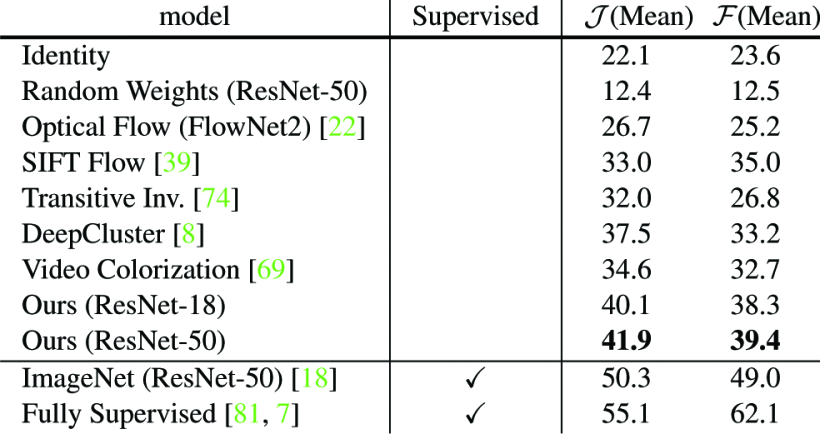 model Supervised 𝒥(Mean) ℱ(Mean)
Identity 22.1 23.6
Random Weights (ResNet-50) 12.4 12.5
Optical Flow (FlowNet2) [22] 26.7 25.2
SIFT Flow [39] 33.0 35.0
Transitive Inv. [74] 32.0 26.8
DeepCluster [8] 37.5 33.2
Video Colorization [69] 34.6 32.7
Ours (ResNet-18) 40.1 38.3
Ours (ResNet-50) 41.9 39.4
ImageNet (ResNet-50) [18] ✓ 50.3 49.0
Fully Supervised [81, 7] ✓ 55.1 62.1